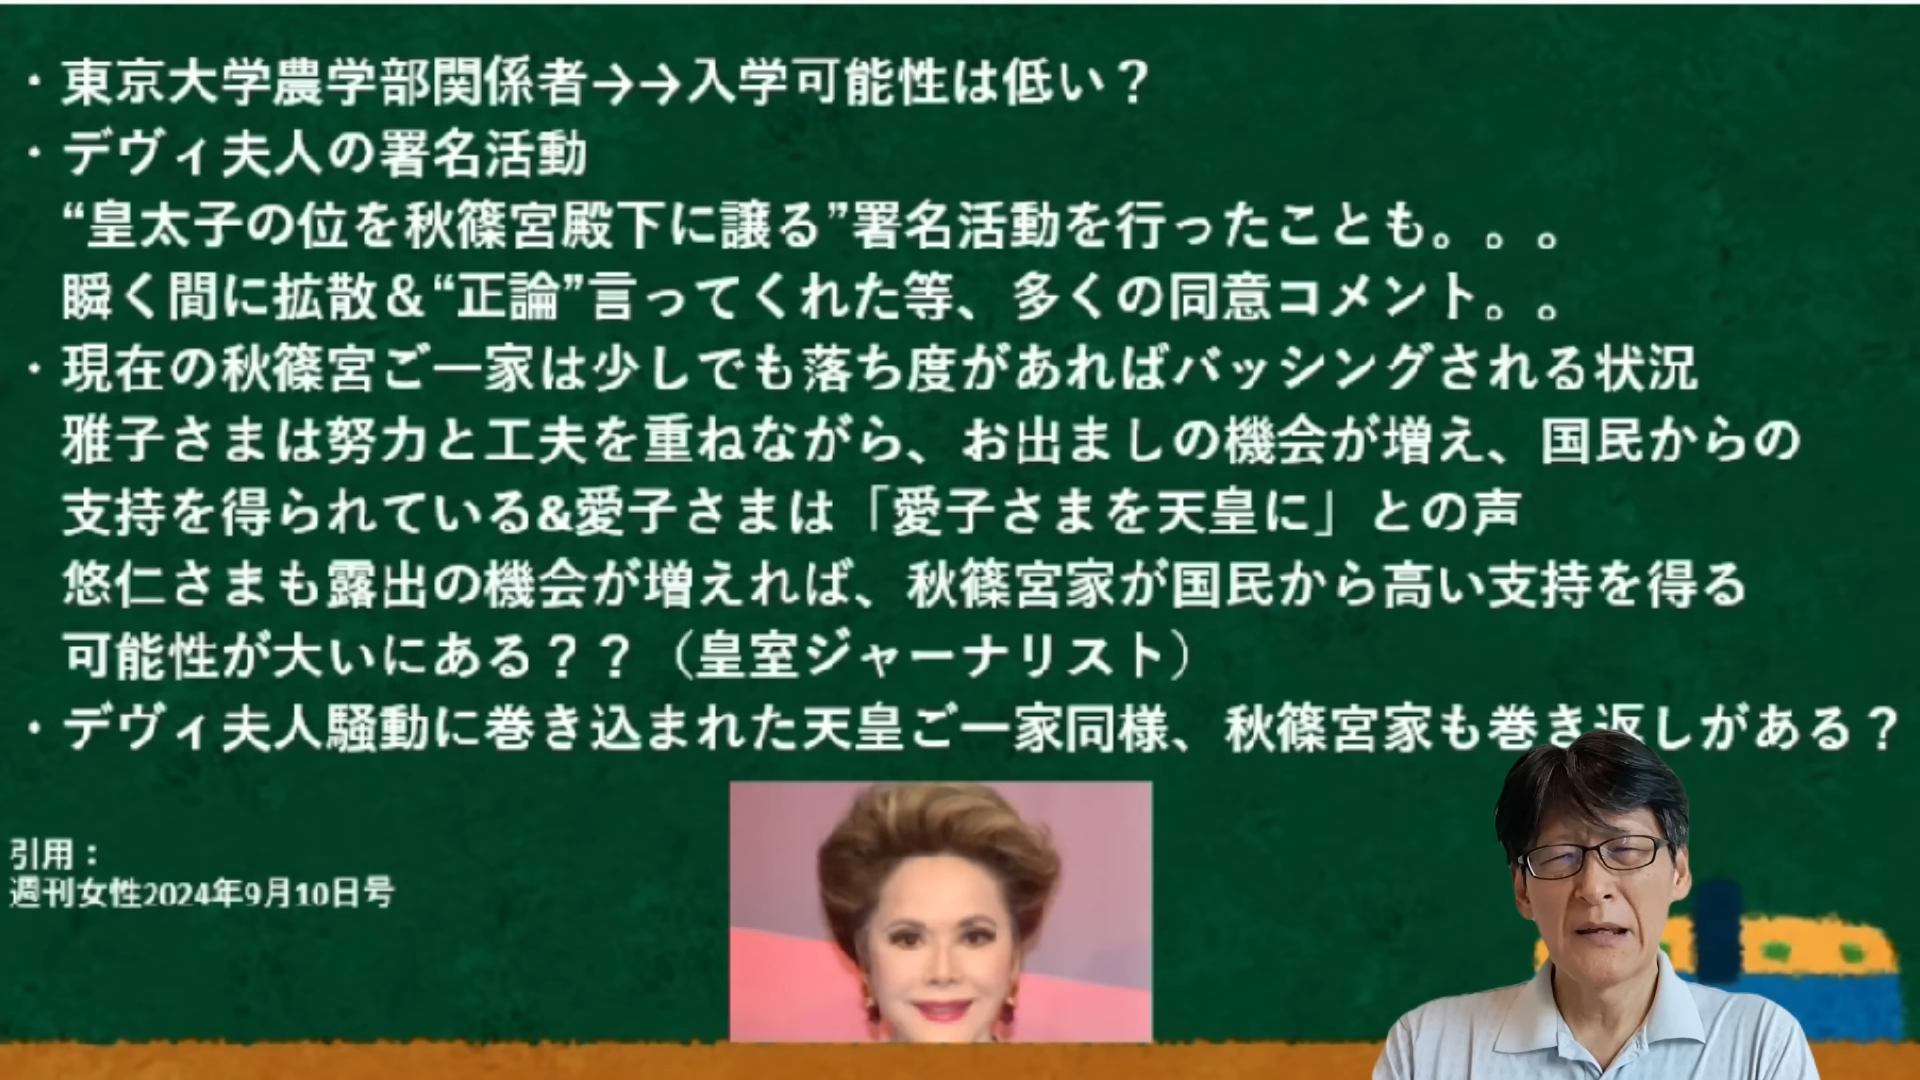 ・東京大学農学部関係者→→入学可能性は低い？
・デヴィ夫人の署名活動
“皇太子の位を秋篠宮殿下に譲る”署名活動を行ったことも。。。
瞬く間に拡散＆“正論”言ってくれた等、多くの同意コメント。。
・現在の秋篠宮ご一家は少しでも落ち度があればバッシングされる状況
雅子さまは努力と工夫を重ねながら、お出ましの機会が増え、国民からの
支持を得られている&愛子さまは「愛子さまを天皇に」との声
悠仁さまも露出の機会が増えれば、秋篠宮家が国民から高い支持を得る
可能性が大いにある？？（皇室ジャーナリスト）
・デヴィ夫人騒動に巻き込まれた天皇ご一家同様、秋篠宮家も巻き返しがある？
引用：
週刊女性2024年9月10日号